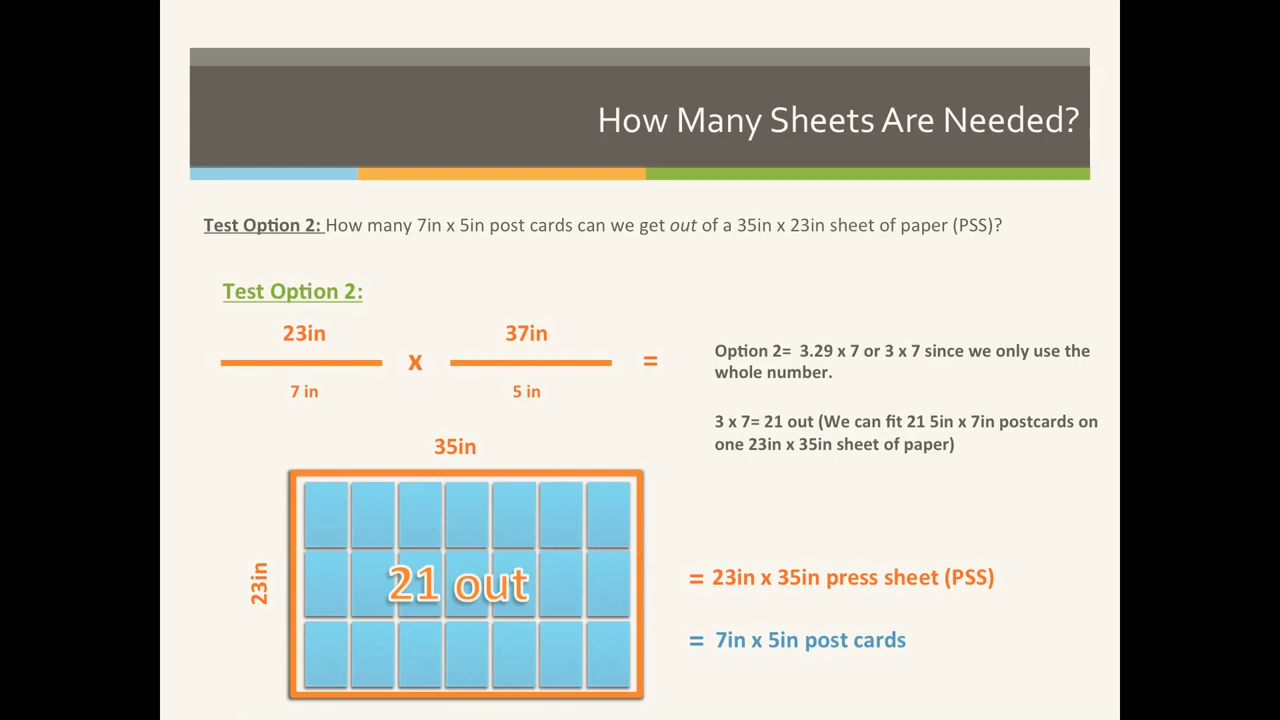 How Many Sheets Are Needed?
Test Option 2: How many 7in x 5in post cards can we get out of a 35in x 23in sheet of paper (PSS)?
Test Option 2:
23in
7 in
x
37in
5 in
=
Option 2= 3.29 x 7 or 3 x 7 since we only use the
whole number.
3 x 7= 21 out (We can fit 21 5in x 7in postcards on
one 23in x 35in sheet of paper)
35in
23in
21 out
= 23in x 35in press sheet (PSS)
= 7in x 5in post cards